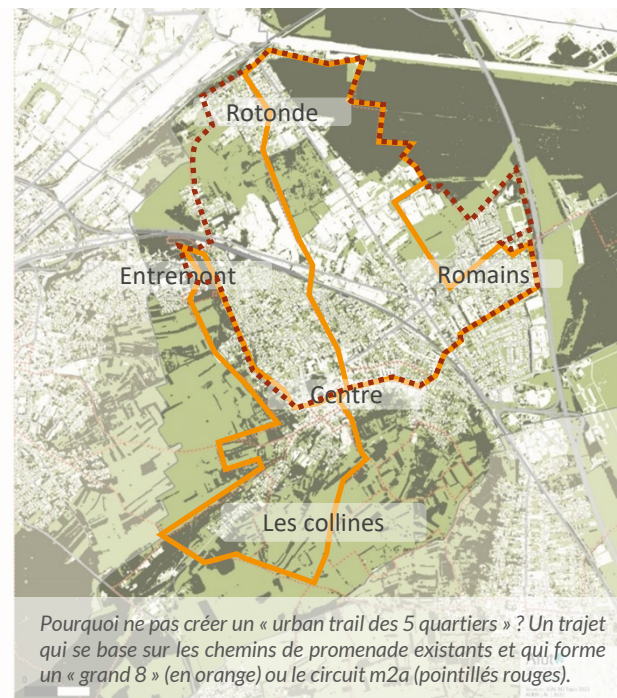 Rotonde
Entremont
Romains
Centre
Les collines
Pourquoi ne pas créer un « urban trail des 5 quartiers » ? Un trajet
qui se base sur les chemins de promenade existants et qui forme
un « grand 8 » (en orange) ou le circuit m2a (pointillés rouges).